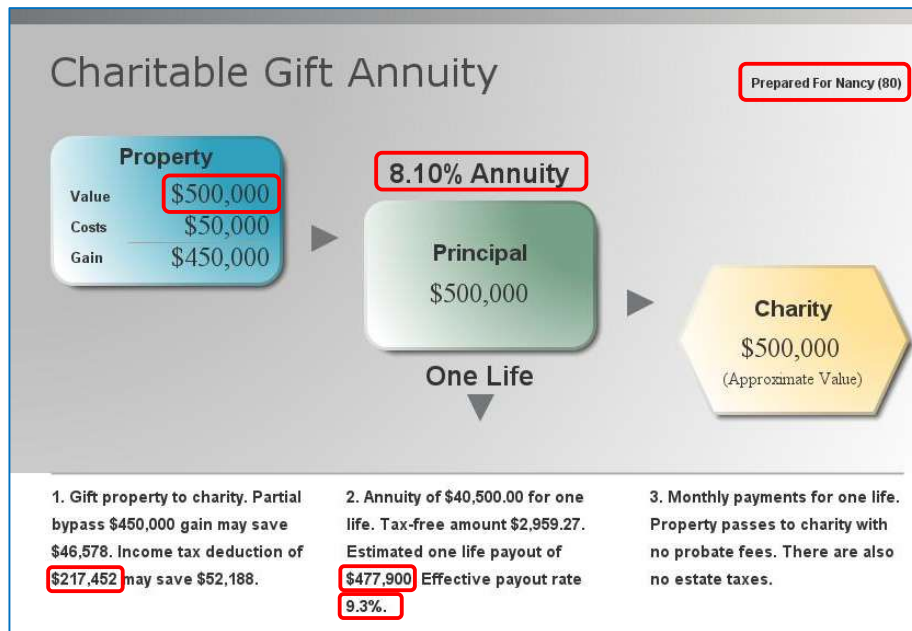 Charitable Gift Annuity
Prepared For Nancy (80)
Property
Value $500,000
Costs $50,000
Gain $450,000
8.10% Annuity
Principal
$500,000
One Life
Charity
$500,000
(Approximate Value)
1. Gift property to charity. Partial
bypass $450,000 gain may save
$46,578. Income tax deduction of
$217,452 may save $52,188.
2. Annuity of $40,500.00 for one
life. Tax-free amount $2,959.27.
Estimated one life payout of
$477,900 Effective payout rate
9.3%.
3. Monthly payments for one life.
Property passes to charity with
no probate fees. There are also
no estate taxes.